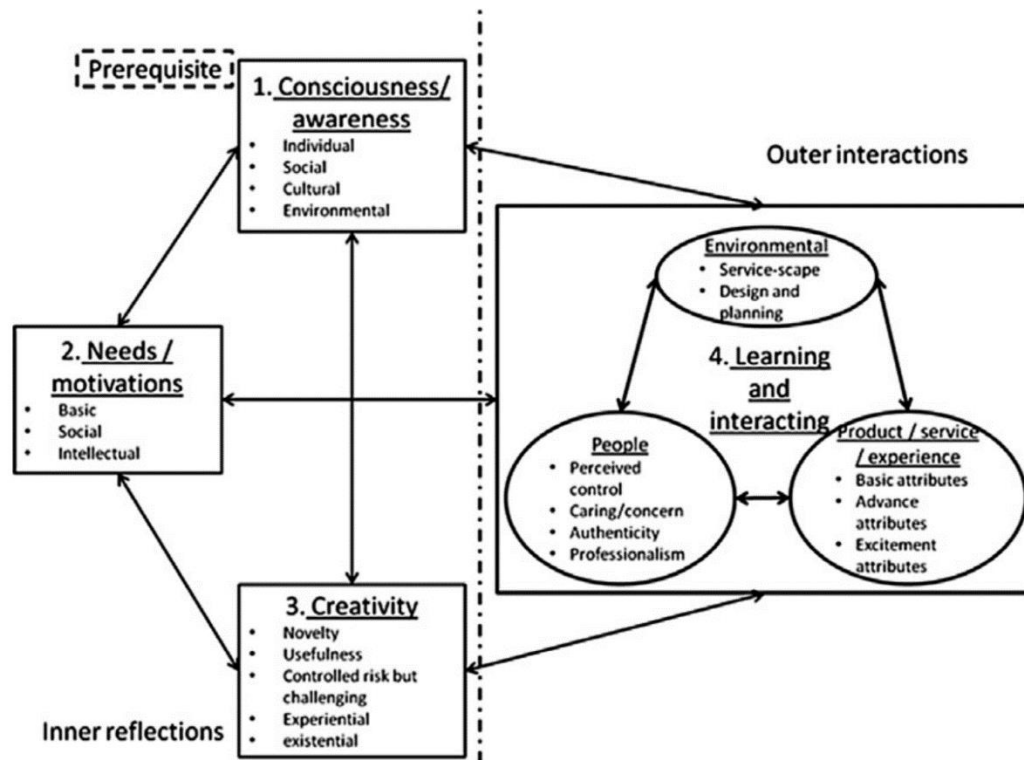 Prerequisite
1. Consciousness/
awareness
• Individual
• Social
• Cultural
• Environmental
Outer interactions
Environmental
• Service-scape
• Design and
planning
2. Needs /
motivations
• Basic
• Social
• Intellectual
4. Learning
and
interacting
People
• Perceived
control
• Caring/concern
• Authenticity
• Professionalism
Product / service
/ experience
• Basic attributes
• Advance
attributes
• Excitement
attributes
3. Creativity
• Novelty
• Usefulness
• Controlled risk but
challenging
• Experiential
• existential
Inner reflections